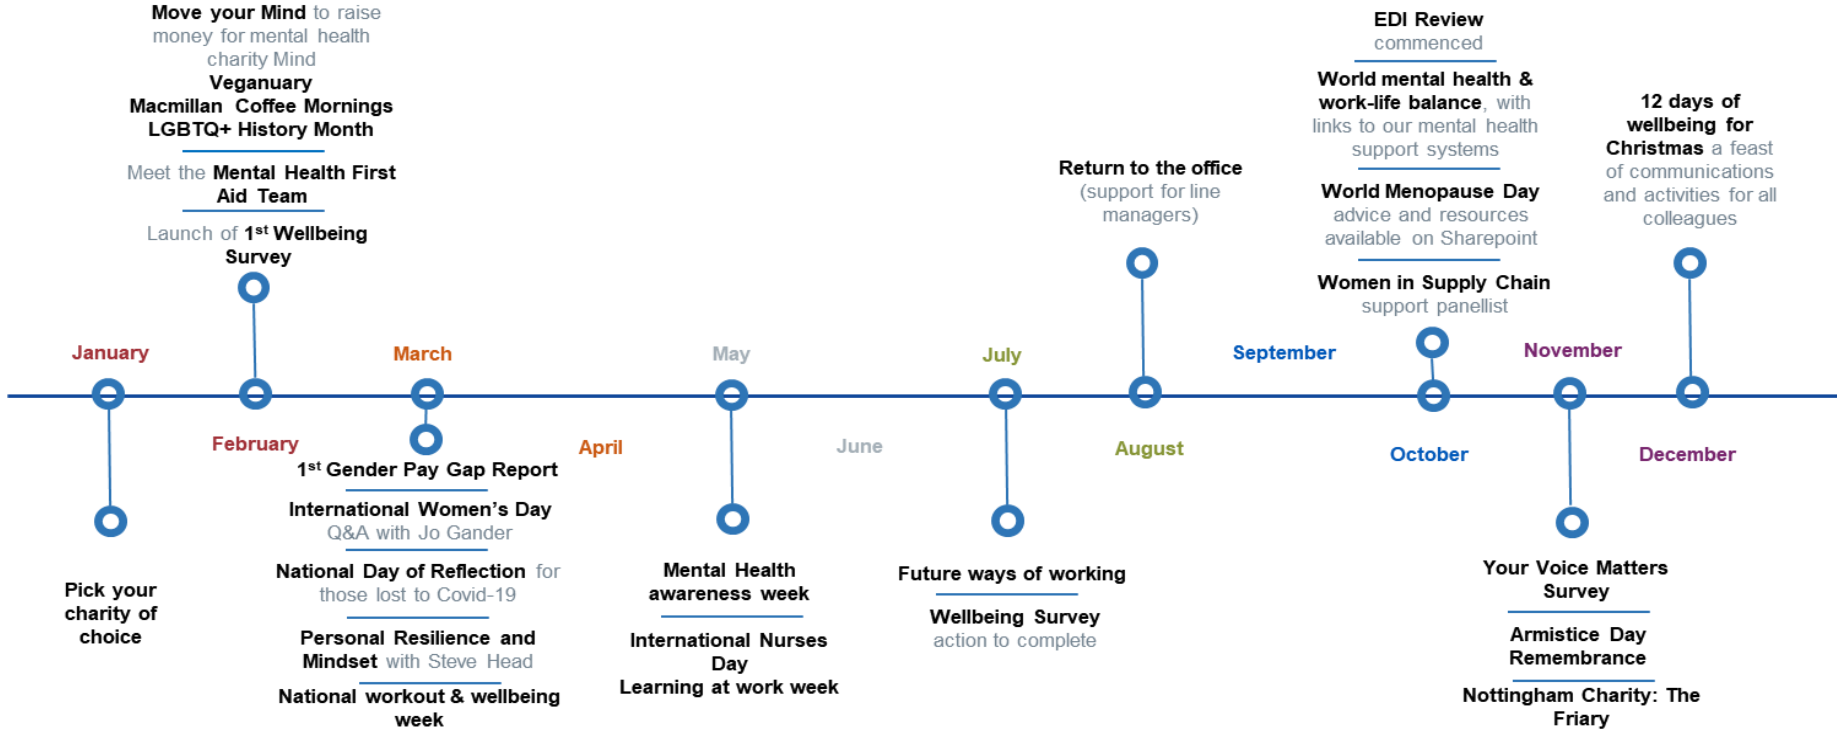 Move your Mind to raise
money for mental health
charity Mind
Veganuary
Macmillan Coffee Mornings
LGBTQ+ History Month
Meet the Mental Health First
Aid Team
Launch of 1st Wellbeing
Survey
Return to the office
(support for line
managers)
EDI Review
commenced
World mental health &
work-life balance, with
links to our mental health
support systems
World Menopause Day
advice and resources
available on Sharepoint
Women in Supply Chain
support panellist
12 days of
wellbeing for
Christmas a feast
of communications
and activities for all
colleagues
January
February
March
April
May
June
July
August
September
October
November
December
Pick your
charity of
choice
1st Gender Pay Gap Report
International Women's Day
Q&A with Jo Gander
National Day of Reflection for
those lost to Covid-19
Personal Resilience and
Mindset with Steve Head
National workout & wellbeing
week
Mental Health
awareness week
International Nurses
Day
Learning at work week
Future ways of working
Wellbeing Survey
action to complete
Your Voice Matters
Survey
Armistice Day
Remembrance
Nottingham Charity: The
Friary